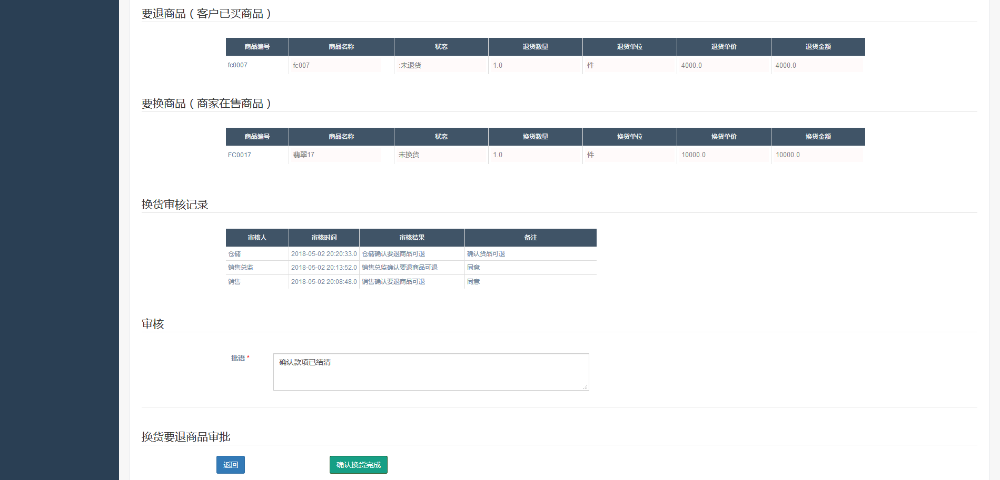 要退商品（客户已买商品）
商品编号 商品名称 状态 退货数量 退货单位 退货单价 退货金额
fc0007 fc007 :未退货 1.0 件 4000.0 4000.0
要换商品（商家在售商品）
商品编号 商品名称 状态 换货数量 换货单位 换货单价 换货金额
FC0017 翡翠17 未换货 1.0 件 10000.0 10000.0
换货审核记录
审核人 审核时间 审核结果 备注
仓储 2018-05-02 20:20:33.0 仓储确认要退商品可退 确认货品可退
销售总监 2018-05-02 20:13:52.0 销售总监确认要退商品可退 同意
销售 2018-05-02 20:08:48.0 销售确认要退商品可退 同意
审核
批语 * 确认款项已结清
换货要退商品审批
返回 确认换货完成